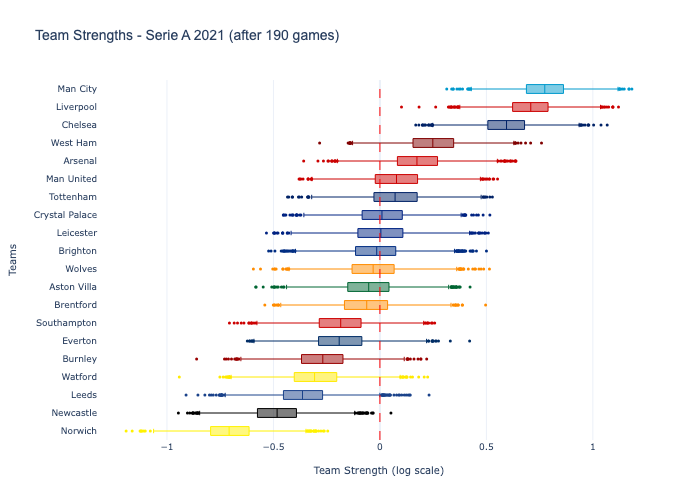 Team Strengths - Serie A 2021 (after 190 games)
Man City
Liverpool
Chelsea
West Ham
Arsenal
Man United
Tottenham
Crystal Palace
Leicester
Brighton
Wolves
Aston Villa
Brentford
Southampton
Everton
Burnley
Watford
Leeds
Newcastle
Norwich
Teams
−1
−0.5
0
0.5
1
Team Strength (log scale)